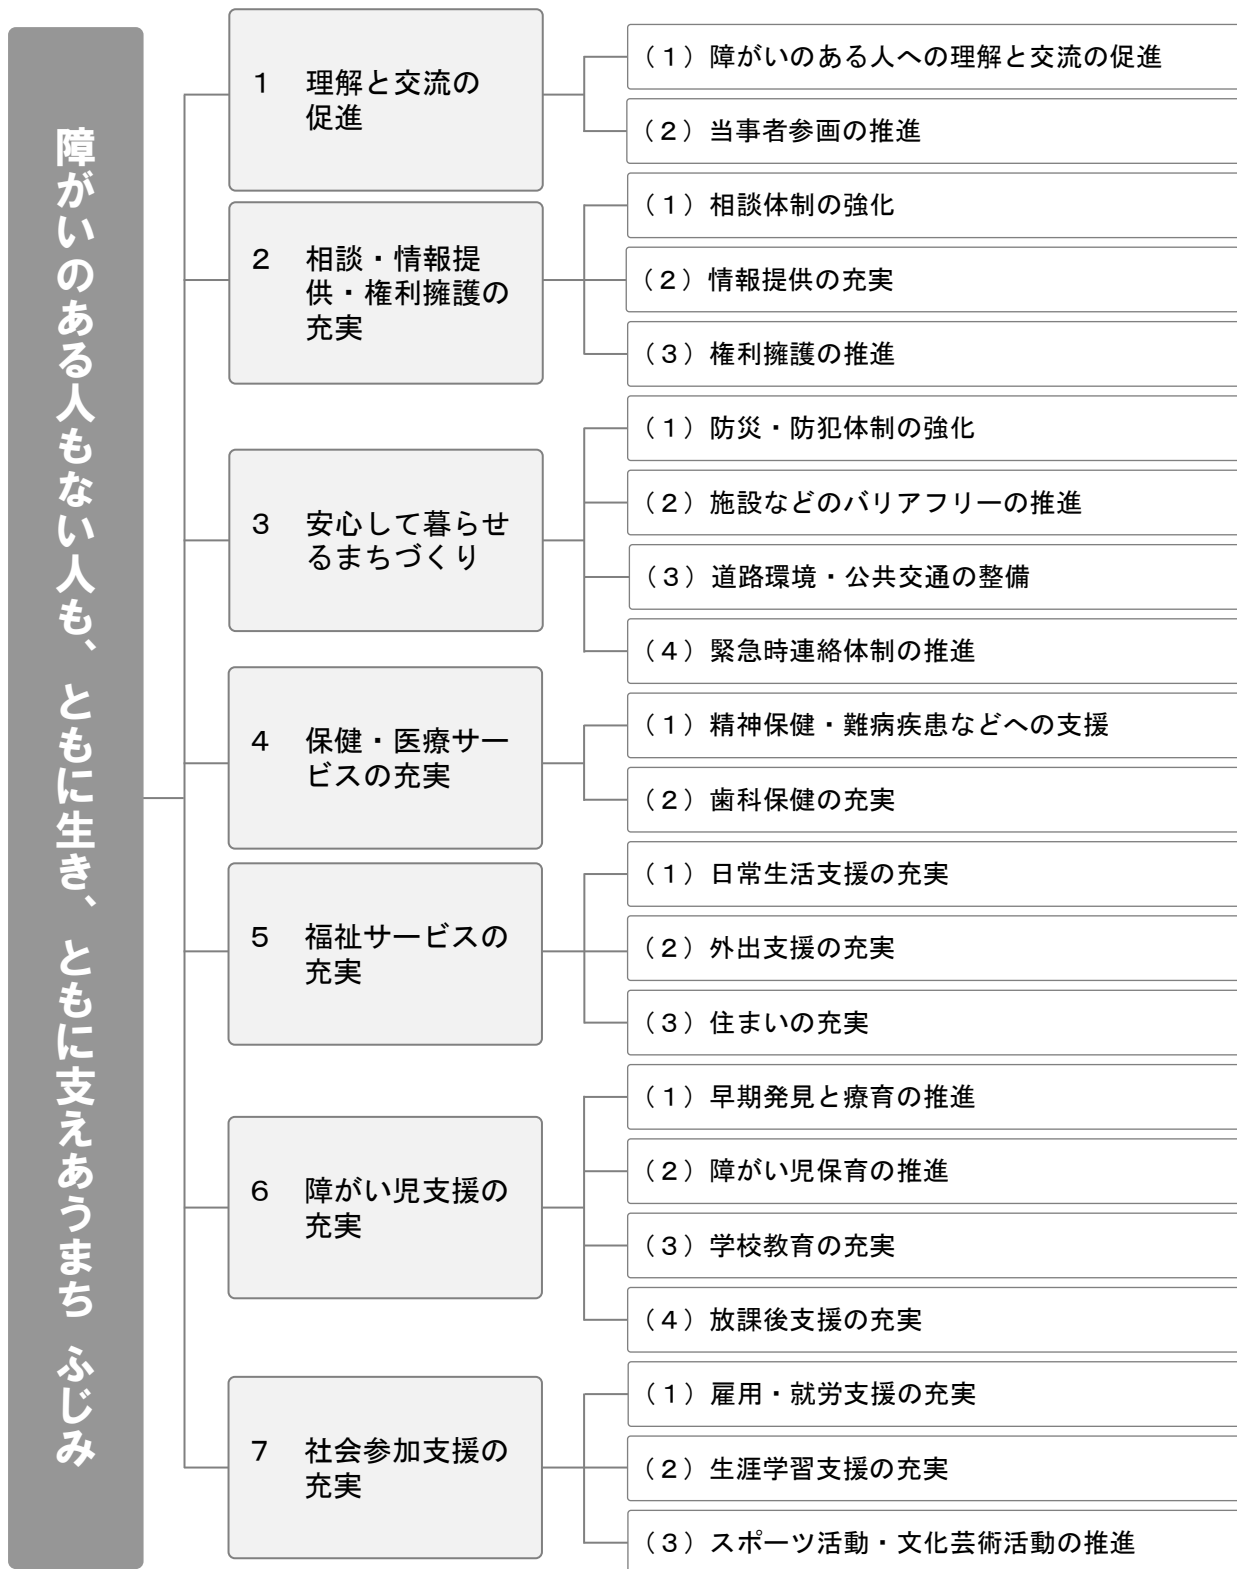 障がいのある人もない人も、ともに生き、ともに支えあうまち ふじみ
1 理解と交流の
促進
(1)障がいのある人への理解と交流の促進
(2)当事者参画の推進
2 相談・情報提
供・権利擁護の
充実
(1)相談体制の強化
(2)情報提供の充実
(3)権利擁護の推進
3 安心して暮らせ
るまちづくり
(1)防災・防犯体制の強化
(2)施設などのバリアフリーの推進
(3)道路環境・公共交通の整備
(4)緊急時連絡体制の推進
4 保健・医療サー
ビスの充実
(1)精神保健・難病疾患などへの支援
(2)歯科保健の充実
5 福祉サービスの
充実
(1)日常生活支援の充実
(2)外出支援の充実
(3)住まいの充実
6 障がい児支援の
充実
(1)早期発見と療育の推進
(2)障がい児保育の推進
(3)学校教育の充実
(4)放課後支援の充実
7 社会参加支援の
充実
(1)雇用・就労支援の充実
(2)生涯学習支援の充実
(3)スポーツ活動・文化芸術活動の推進